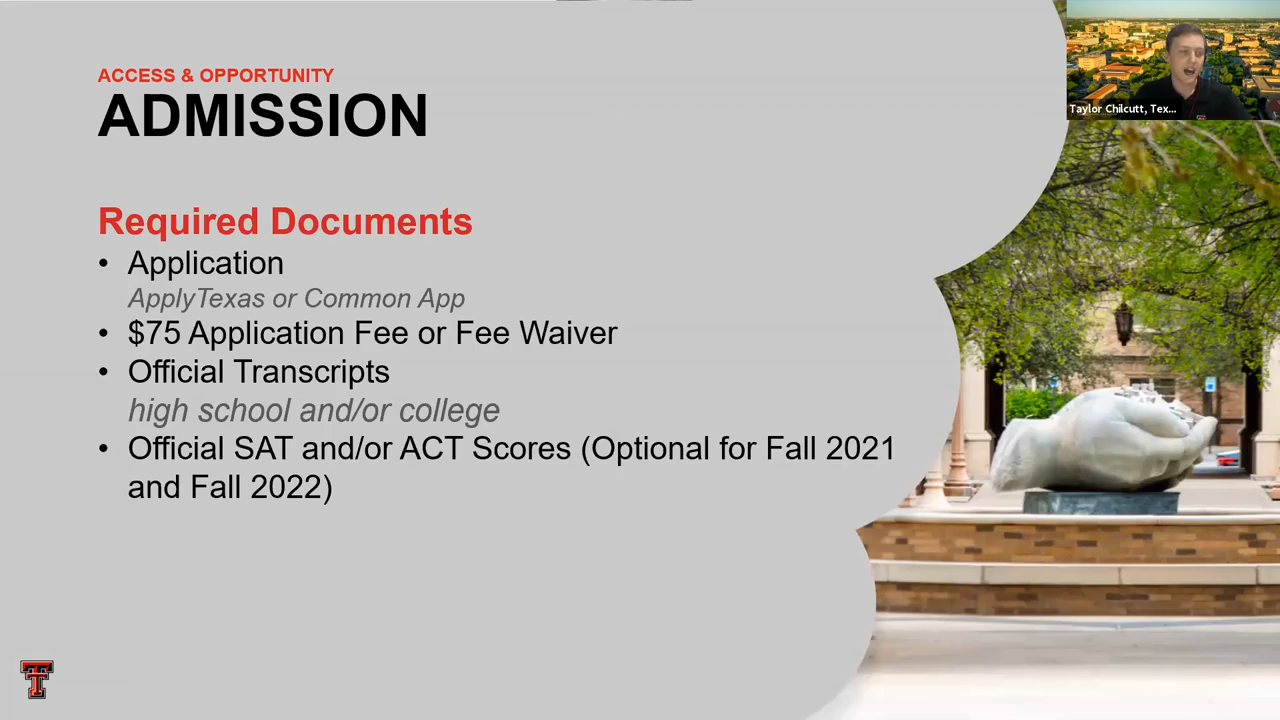 ACCESS & OPPORTUNITY
ADMISSION
Required Documents
• Application
ApplyTexas or Common App
• $75 Application Fee or Fee Waiver
• Official Transcripts
high school and/or college
• Official SAT and/or ACT Scores (Optional for Fall 2021
and Fall 2022)
Taylor Chilcutt, Tex...